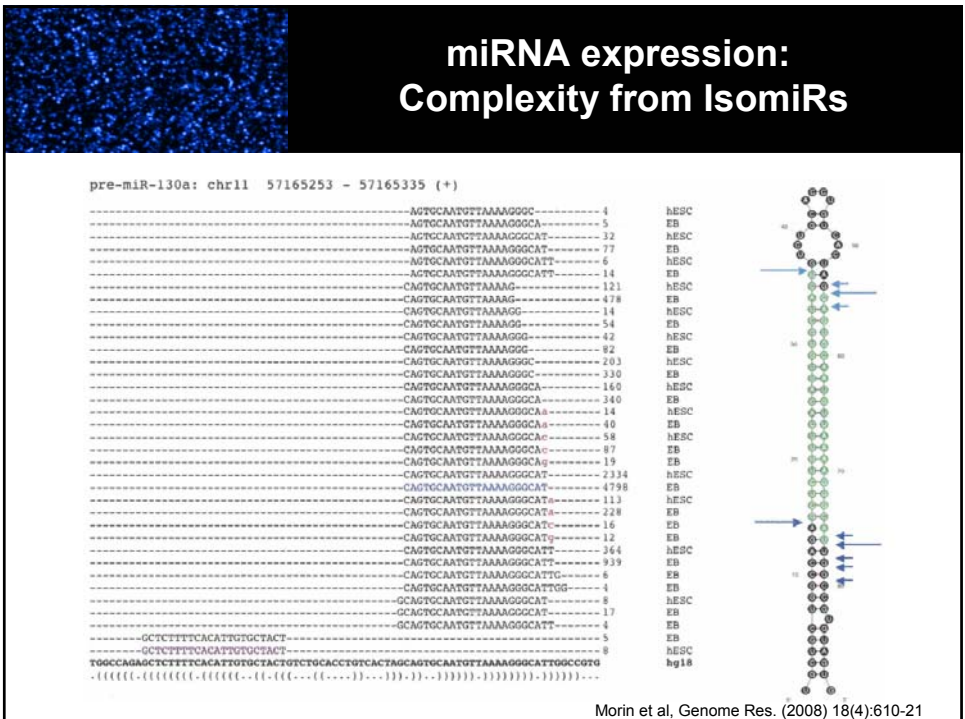 miRNA expression:
Complexity from IsomiRs
pre-miR-130a: chr11 57165253 - 57165335 (+)
AGTGCAATGTTAAAAGGGC 4 hESC
AGTGCAATGTTAAAAGGGCA 5 EB
AGTGCAATGTTAAAAGGGCAT 32 hESC
AGTGCAATGTTAAAAGGGCAT 77 EB
AGTGCAATGTTAAAAGGGCATT 6 hESC
AGTGCAATGTTAAAAGGGCATT 14 EB
CAGTGCAATGTTAAAAG 121 hESC
CAGTGCAATGTTAAAAG 478 EB
CAGTGCAATGTTAAAAGG 14 hESC
CAGTGCAATGTTAAAAGG 54 EB
CAGTGCAATGTTAAAAGGG 42 hESC
CAGTGCAATGTTAAAAGGG 82 EB
CAGTGCAATGTTAAAAGGGC 203 hESC
CAGTGCAATGTTAAAAGGGC 330 EB
CAGTGCAATGTTAAAAGGGCA 160 hESC
CAGTGCAATGTTAAAAGGGCA 340 EB
CAGTGCAATGTTAAAAGGGCAa 14 hESC
CAGTGCAATGTTAAAAGGGCAa 40 EB
CAGTGCAATGTTAAAAGGGCAc 58 hESC
CAGTGCAATGTTAAAAGGGCAc 87 EB
CAGTGCAATGTTAAAAGGGCAg 19 EB
CAGTGCAATGTTAAAAGGGCAT 2334 hESC
CAGTGCAATGTTAAAAGGGCAT 4798 EB
CAGTGCAATGTTAAAAGGGCATa 113 hESC
CAGTGCAATGTTAAAAGGGCATa 228 EB
CAGTGCAATGTTAAAAGGGCATc 16 EB
CAGTGCAATGTTAAAAGGGCATg 12 EB
CAGTGCAATGTTAAAAGGGCATT 364 hESC
CAGTGCAATGTTAAAAGGGCATT 939 EB
CAGTGCAATGTTAAAAGGGCATTG 6 EB
CAGTGCAATGTTAAAAGGGCATTGG 4 EB
GCAGTGCAATGTTAAAAGGGCAT 8 hESC
GCAGTGCAATGTTAAAAGGGCAT 17 EB
GCAGTGCAATGTTAAAAGGGCATT 4 EB
GCTCTTTTCACATTGTGCTACT 5 EB
GCTCTTTTCACATTGTGCTACT 8 hESC
TGGCCAGAGCTCTTTTCACATTGTGCTACTGTCTGCACCTGTCACTAGCAGTGCAATGTTAAAAGGGCATTGGCCGTG hg18
Morin et al, Genome Res. (2008) 18(4):610-21